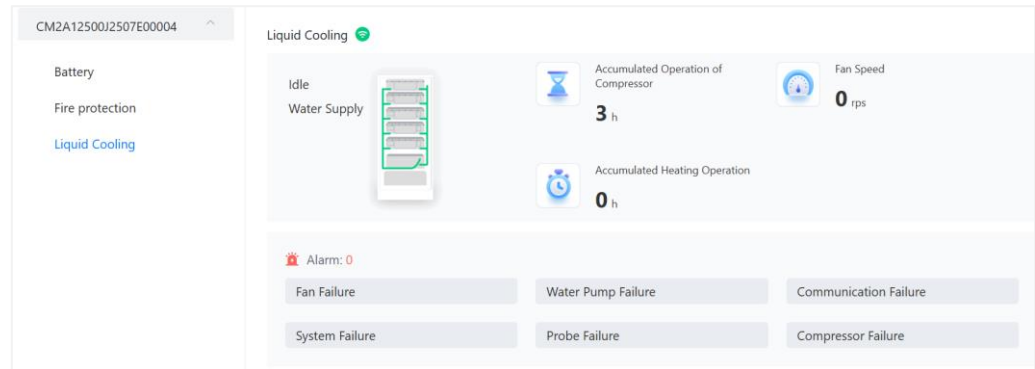 CM2A12500J2507E00004
Battery
Fire protection
Liquid Cooling
Liquid Cooling
Idle
Water Supply
Accumulated Operation of
Compressor
3 h
Fan Speed
0 rps
Accumulated Heating Operation
0 h
Alarm: 0
Fan Failure
Water Pump Failure
Communication Failure
System Failure
Probe Failure
Compressor Failure